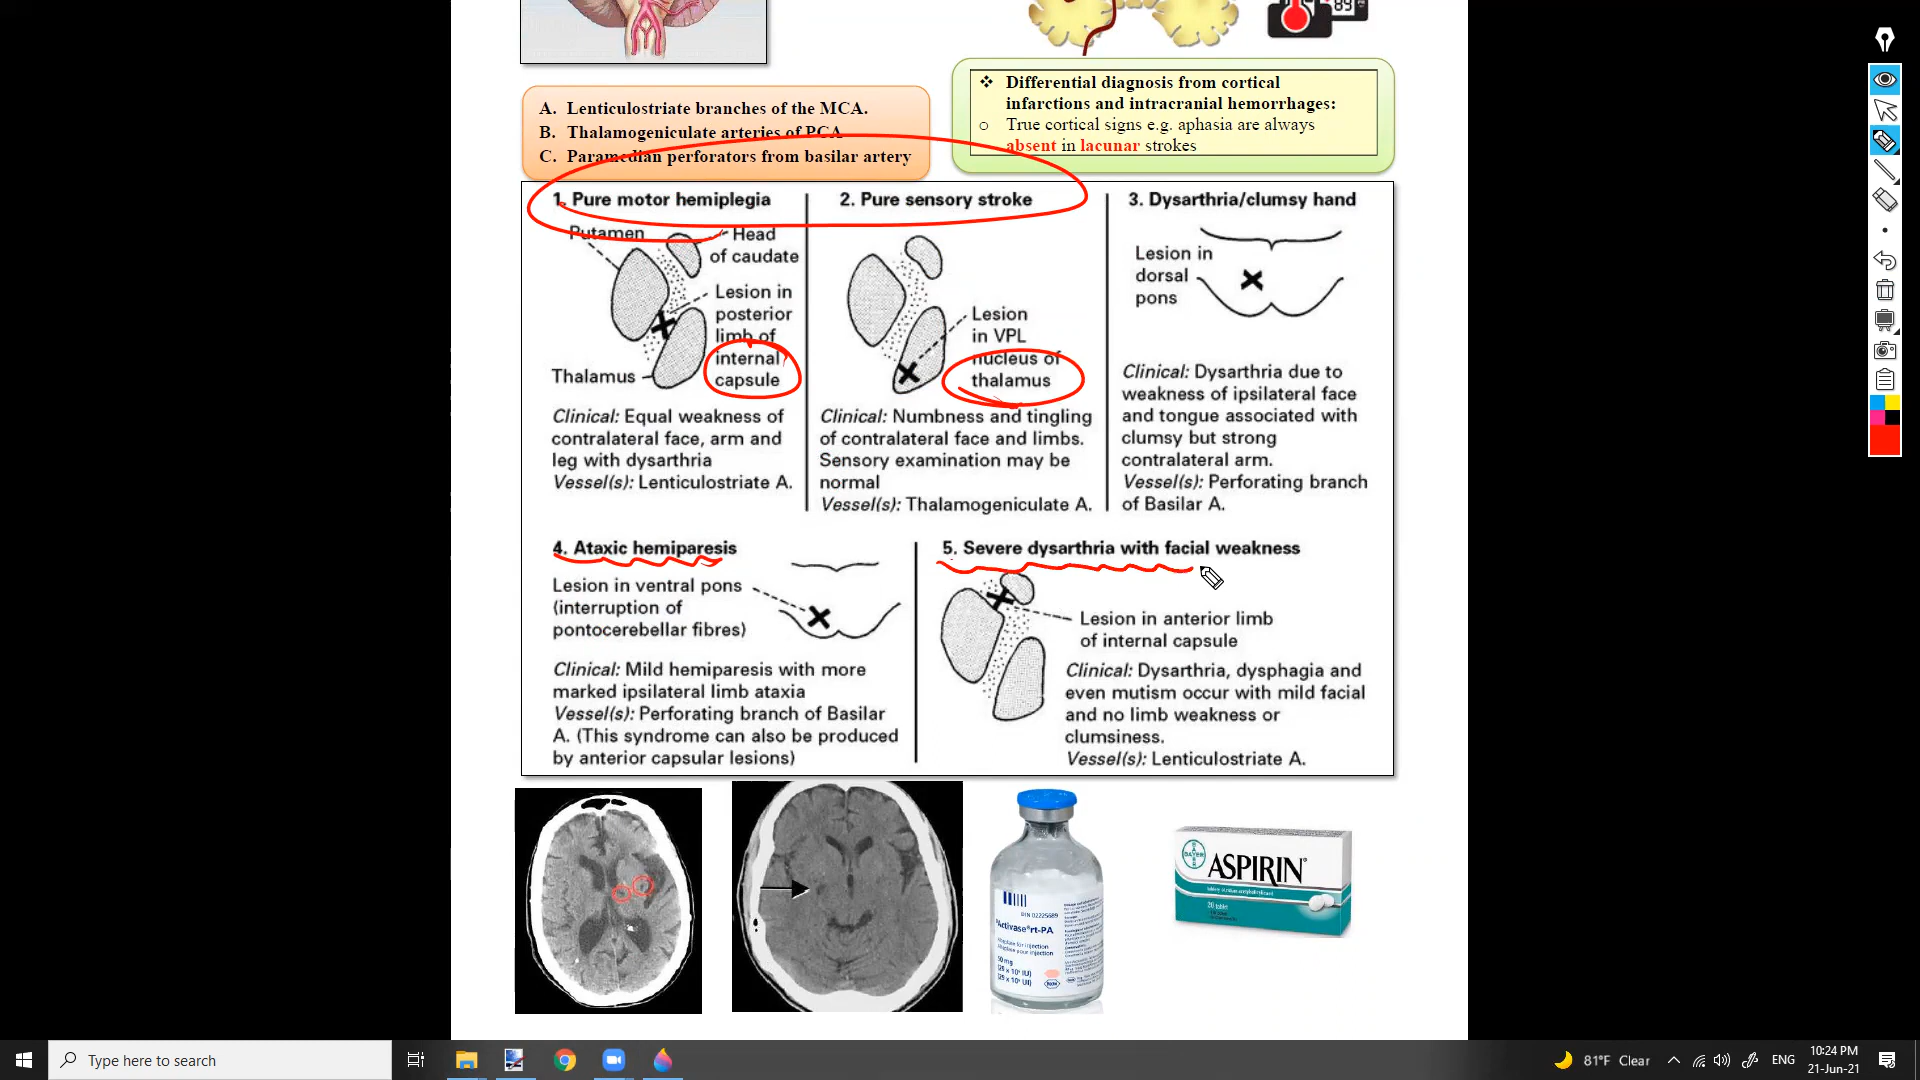 89
A. Lenticulostriate branches of the MCA.
B. Thalamogeniculate arteries of PCA
C. Paramedian perforators from basilar artery
❖ Differential diagnosis from cortical
infarctions and intracranial hemorrhages:
o True cortical signs e.g. aphasia are always
absent in lacunar strokes
1. Pure motor hemiplegia
Putamen
Head
of caudate
Lesion in
posterior
limb of
internal
capsule
Thalamus
Clinical: Equal weakness of
contralateral face, arm and
leg with dysarthria
Vessel(s): Lenticulostriate A.
2. Pure sensory stroke
Lesion
in VPL
nucleus of
thalamus
Clinical: Numbness and tingling
of contralateral face and limbs.
Sensory examination may be
normal
Vessel(s): Thalamogeniculate A.
3. Dysarthria/clumsy hand
Lesion in
dorsal
pons
Clinical: Dysarthria due to
weakness of ipsilateral face
and tongue associated with
clumsy but strong
contralateral arm.
Vessel(s): Perforating branch
of Basilar A.
4. Ataxic hemiparesis
Lesion in ventral pons
(interruption of
pontocerebellar fibres)
Clinical: Mild hemiparesis with more
marked ipsilateral limb ataxia
Vessel(s): Perforating branch of Basilar
A. (This syndrome can also be produced
by anterior capsular lesions)
5. Severe dysarthria with facial weakness
Lesion in anterior limb
of internal capsule
Clinical: Dysarthria, dysphagia and
even mutism occur with mild facial
and no limb weakness or
clumsiness.
Vessel(s): Lenticulostriate A.
DIN 02225689
Activase® rt-PA
50 mg
BAYER
ASPIRIN®
20 tablet
Type here to search
81°F Clear
ENG
10:24 PM
21-Jun-21